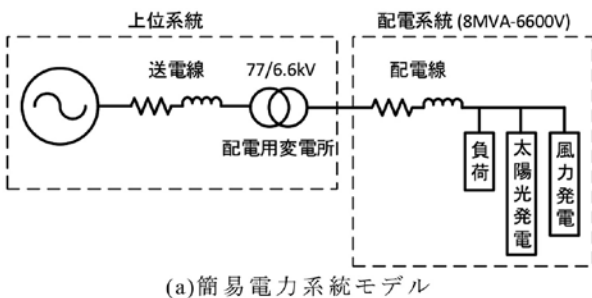 上位系統
配電系統(8MVA-6600V)
送電線
77/6.6kV
配電線
配電用変電所
負荷
太陽光発電
風力発電
(a)簡易電力系統モデル